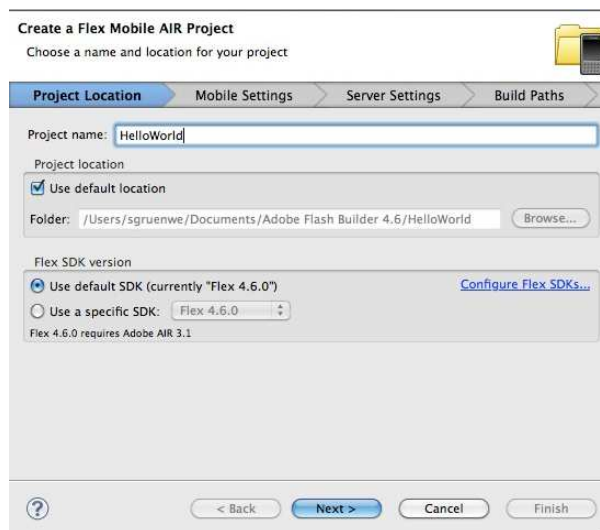 Create a Flex Mobile AIR Project
Choose a name and location for your project
Project Location Mobile Settings Server Settings Build Paths
Project name: HelloWorld
Project location
Use default location
Folder: /Users/sgruenwe/Documents/Adobe Flash Builder 4.6/HelloWorld Browse...
Flex SDK version
Use default SDK (currently "Flex 4.6.0") Configure Flex SDKs...
Use a specific SDK: Flex 4.6.0
Flex 4.6.0 requires Adobe AIR 3.1
? < Back Next > Cancel Finish